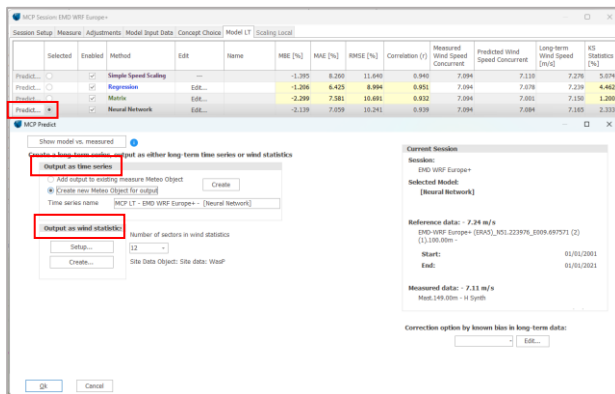 MCP Session: EMD WRF Europe+
Session Setup Measure Adjustments Model Input Data Concept Choice Model LT Scaling Local
Selected Enabled Method Edit Name MBE [%] MAE [%] RMSE [%] Correlation (r) Measured Wind Speed Concurrent Predicted Wind Speed Concurrent Long-term Wind Speed [m/s] KS Statistics [%]
Predict... Simple Speed Scaling --- -1.395 8.260 11.640 0.940 7.094 7.110 7.276 5.074
Predict... Regression Edit... -1.206 6.425 8.994 0.951 7.094 7.078 7.239 4.462
Predict... Matrix Edit... -2.299 7.581 10.691 0.932 7.094 7.001 7.150 1.200
Predict... Neural Network Edit... -2.139 7.059 10.241 0.939 7.094 7.084 7.165 2.333
MCP Predict
Show model vs. measured
Create a long-term series, output as either long-term time series or wind statistics
Output as time series
Add output to existing measure Meteo Object
Create new Meteo Object for output
Create
Time series name MCP LT - EMD WRF Europe+ - [Neural Network]
Output as wind statistic
Number of sectors in wind statistics
Setup... 12
Create... Site Data Object: Site data: WAsP
Current Session
Session:
EMD WRF Europe+
Selected Model:
[Neural Network]
Reference data: - 7.24 m/s
EMD-WRF Europe+ (ERA5)_N51.223976_E009.697571 (2)
(1).100.00m -
Start: 01/01/2001
End: 01/01/2021
Measured data: - 7.11 m/s
Mast.149.00m - H Synth
Correction option by known bias in long-term data:
Edit...
Ok Cancel